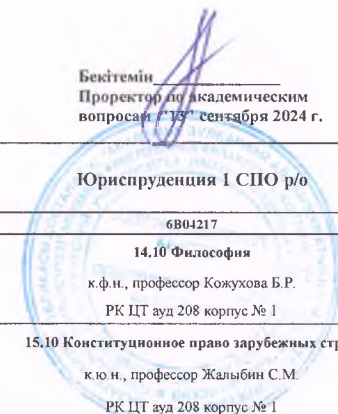 Бекітемін
Проректор по академическим
вопросам "13" сентября 2024 г.
Юриспруденция 1 СПО р/о
6В04217
14.10 Философия
к.ф.н., профессор Кожухова Б.Р.
РК ЦТ ауд 208 корпус № 1
15.10 Конституционное право зарубежных стр
к.ю.н., профессор Жалыбин С.М.
РК ЦТ ауд 208 корпус № 1